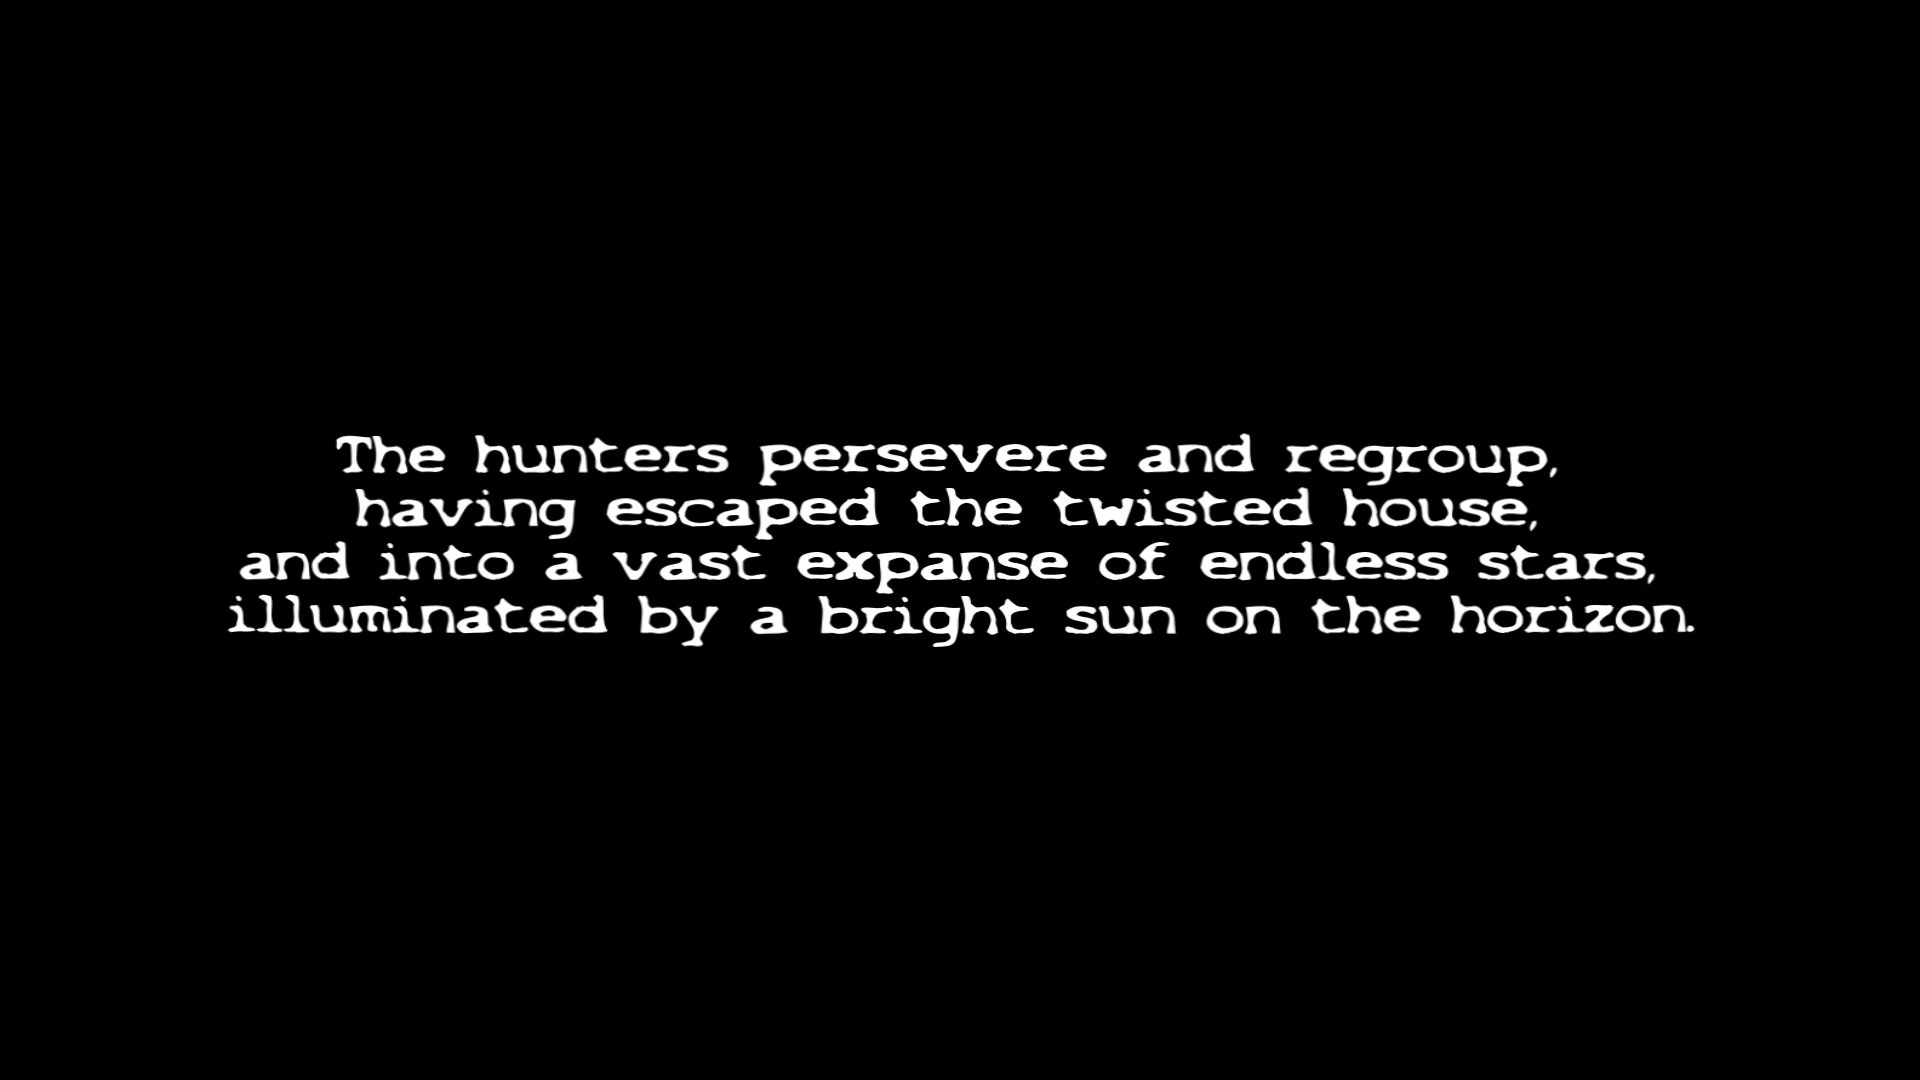 The hunters persevere and regroup,
having escaped the twisted house,
and into a vast expanse of endless stars,
illuminated by a bright sun on the horizon.